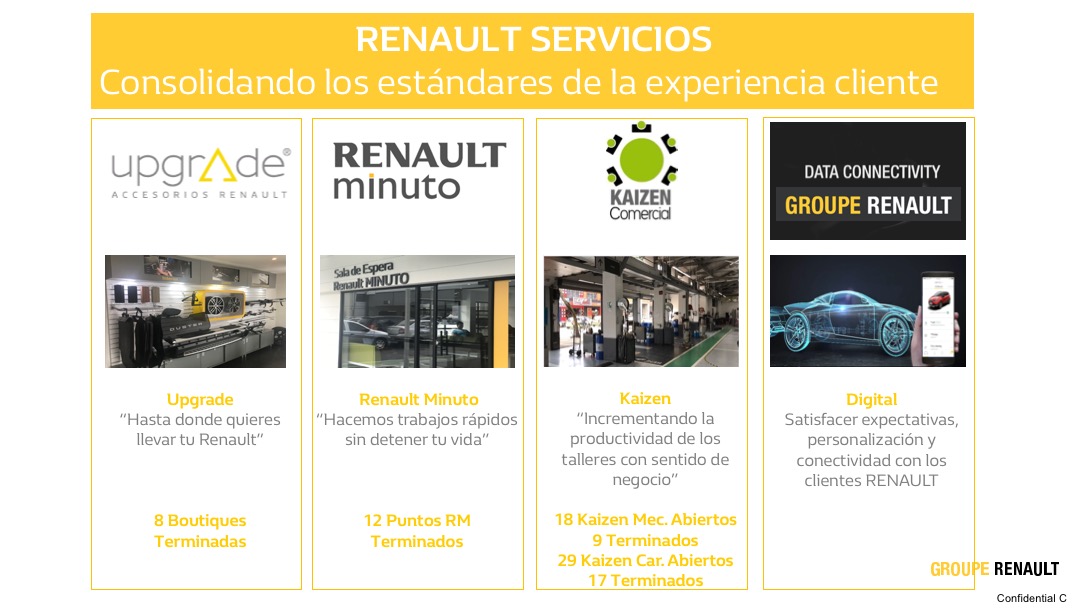 RENAULT SERVICIOS
Consolidando los estándares de la experiencia cliente
upgrAde®
ACCESORIOS RENAULT
RENAULT
minuto
KAIZEN
Comercial
DATA CONNECTIVITY
GROUPE RENAULT
DUSTER
Sala de Espera
Renault MINUTO
Upgrade
“Hasta donde quieres
llevar tu Renault”
8 Boutiques
Terminadas
Renault Minuto
“Hacemos trabajos rápidos
sin detener tu vida”
12 Puntos RM
Terminados
Kaizen
“Incrementando la
productividad de los
talleres con sentido de
negocio”
18 Kaizen Mec. Abiertos
9 Terminados
29 Kaizen Car. Abiertos
17 Terminados
Digital
Satisfacer expectativas,
personalización y
conectividad con los
clientes RENAULT
GROUPE RENAULT
Confidential C